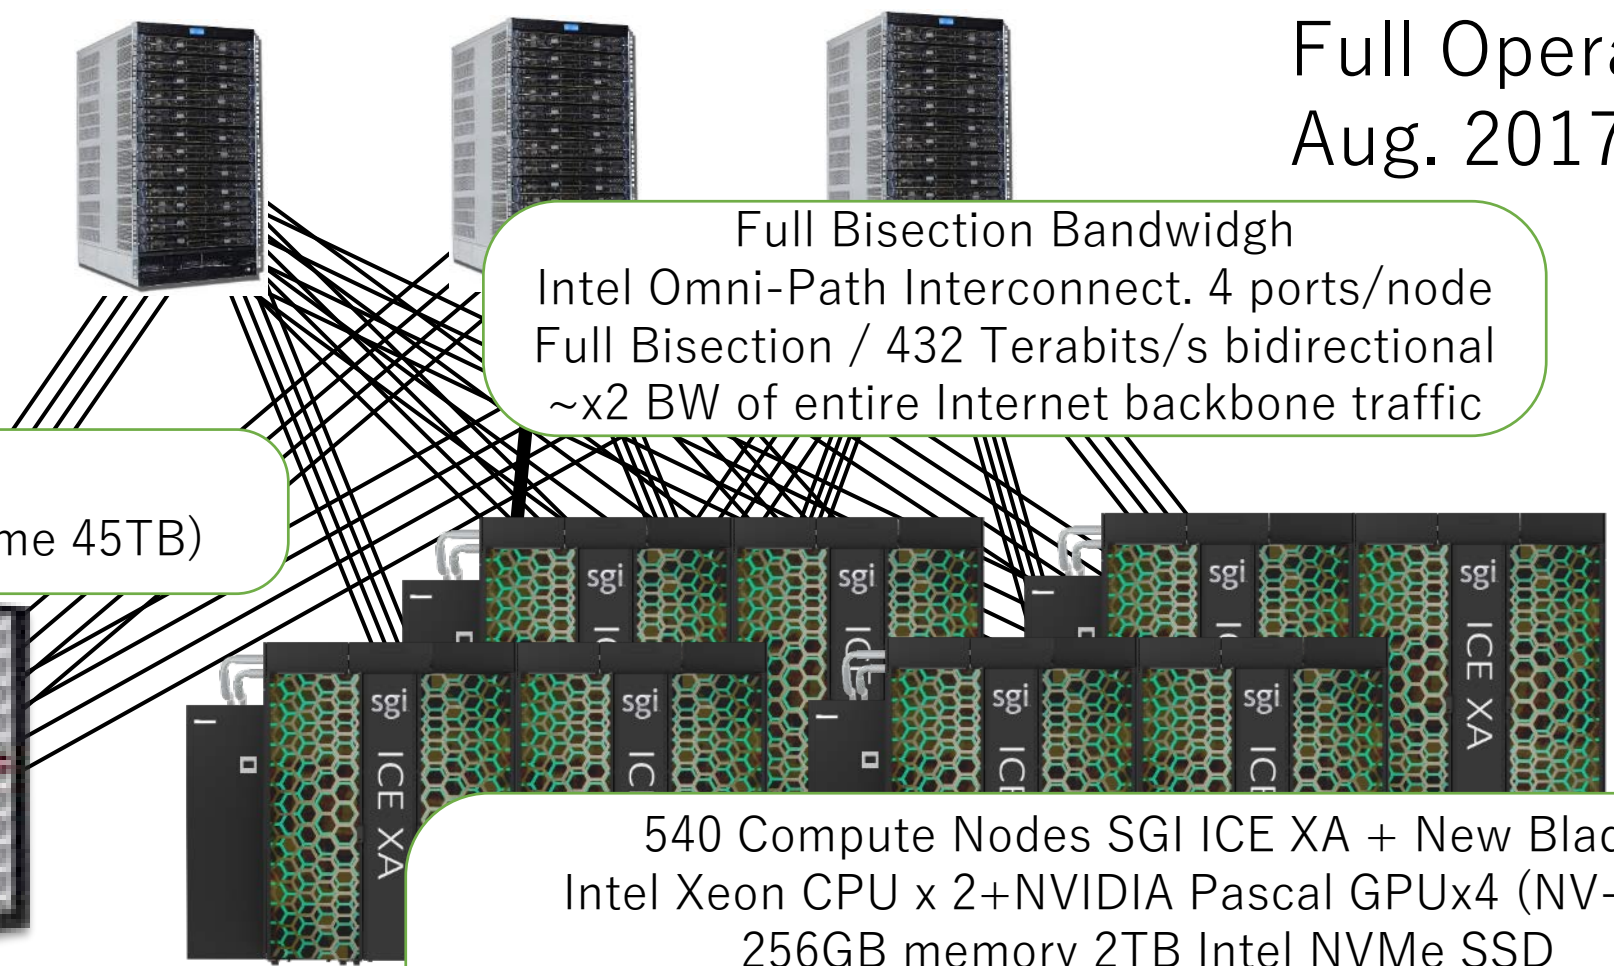 Full Opera
Aug. 2017
Full Bisection Bandwidgh
Intel Omni-Path Interconnect. 4 ports/node
Full Bisection / 432 Terabits/s bidirectional
~x2 BW of entire Internet backbone traffic
me 45TB)
sgi
sgi
sgi
sgi
ICE XA
sgi
ICE XA
sgi
sgi
sgi
540 Compute Nodes SGI ICE XA + New Blad
Intel Xeon CPU x 2+NVIDIA Pascal GPUx4 (NV-
256GB memory 2TB Intel NVMe SSD